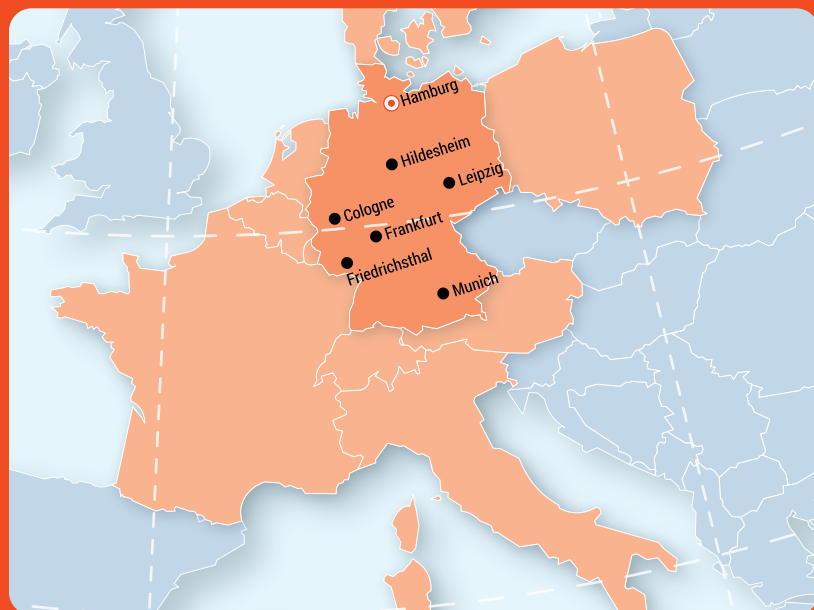 Hamburg
Hildesheim
Leipzig
Cologne
Frankfurt
Friedrichsthal
Munich